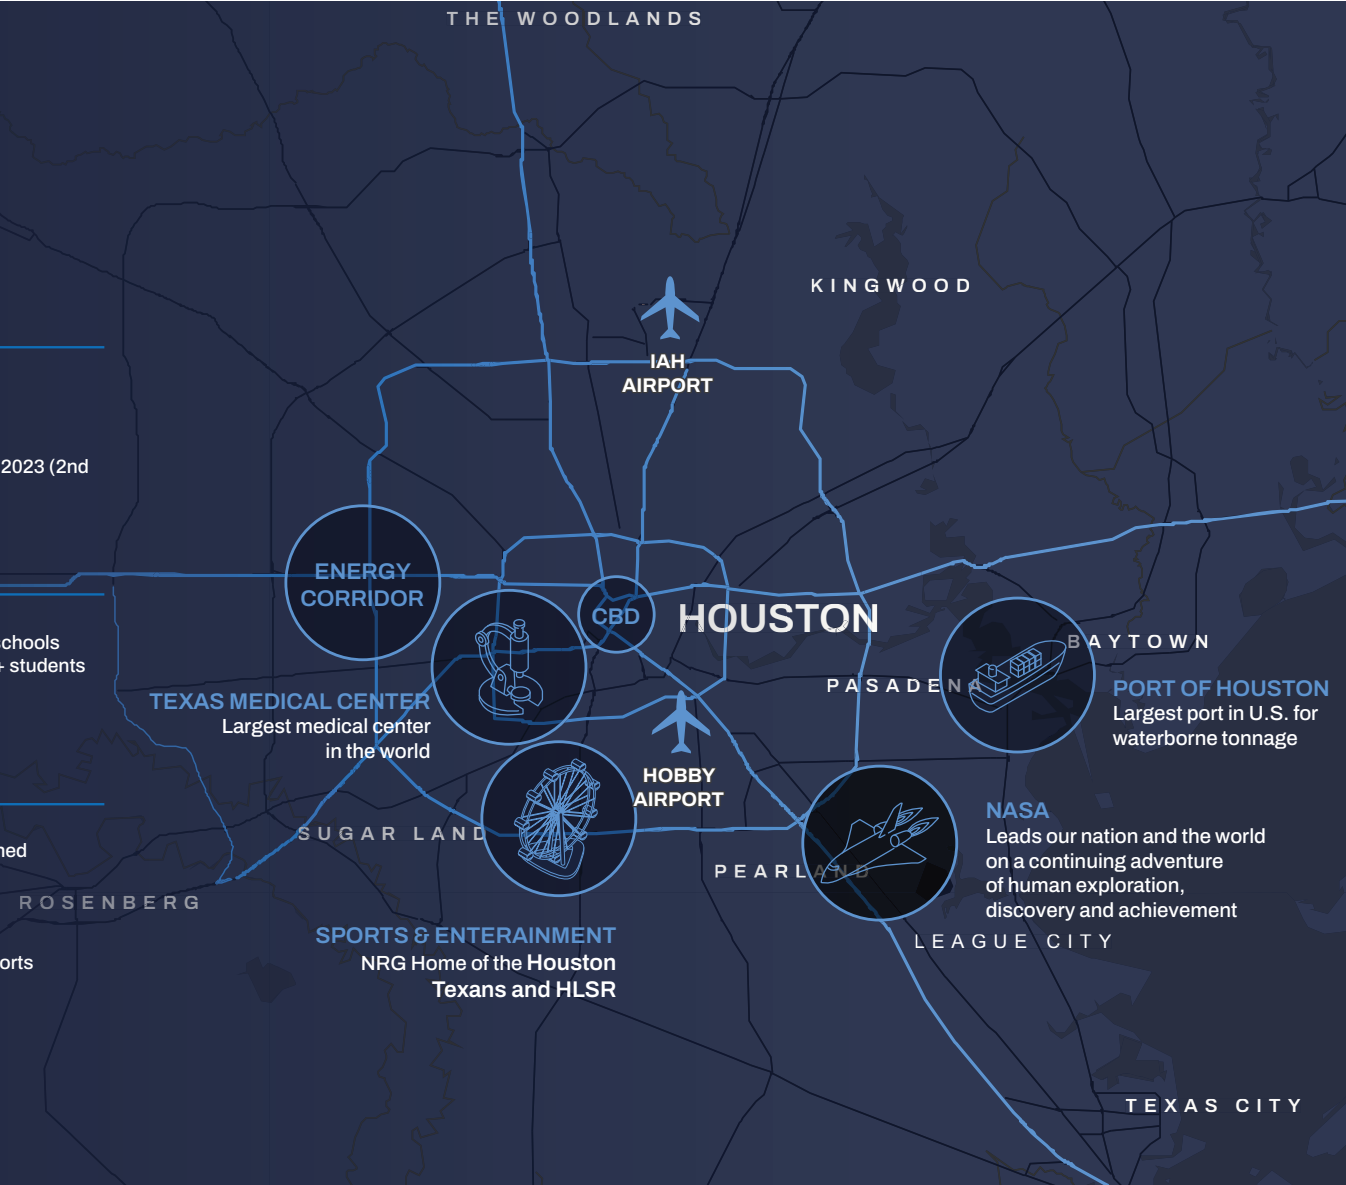 THE WOODLANDS
KINGWOOD
IAH
AIRPORT
2023 (2nd
ENERGY
CORRIDOR
CBD
HOUSTON
schools
+ students
BAYTOWN
PASADENA
PORT OF HOUSTON
Largest port in U.S. for
waterborne tonnage
TEXAS MEDICAL CENTER
Largest medical center
in the world
HOBBY
AIRPORT
NASA
Leads our nation and the world
on a continuing adventure
of human exploration,
discovery and achievement
SUGAR LAND
ned
PEARLAND
ROSENBERG
SPORTS & ENTERAINMENT
NRG Home of the Houston
Texans and HLSR
LEAGUE CITY
orts
TEXAS CITY